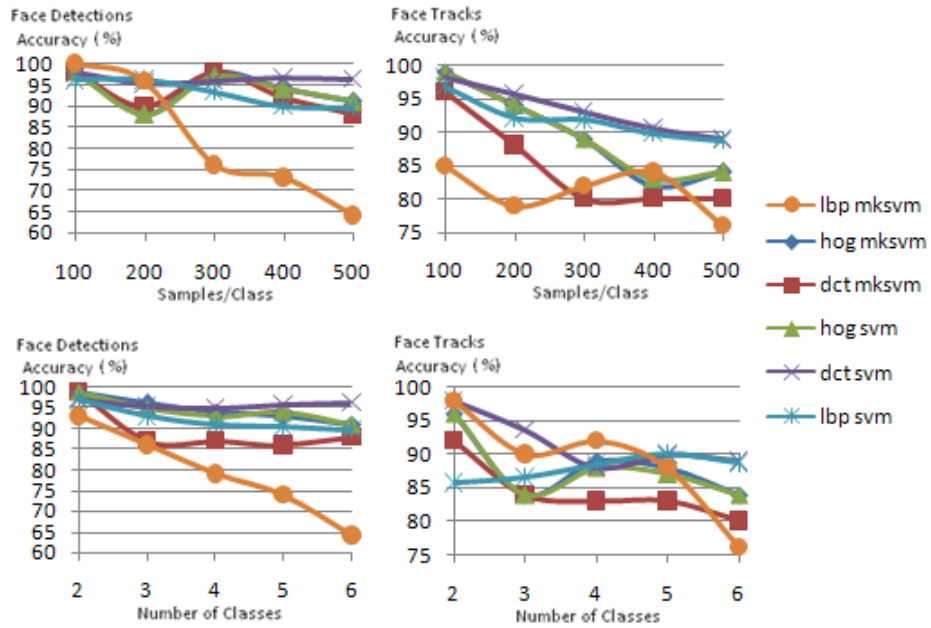 Face Detections
Accuracy (%)
100
95
90
85
80
75
70
65
60
100 200 300 400 500
Samples/Class
Face Tracks
Accuracy (%)
100
95
90
85
80
75
100 200 300 400 500
Samples/Class
lbp mksvm
hog mksvm
dct mksvm
hog svm
dct svm
lbp svm
Face Detections
Accuracy (%)
100
95
90
85
80
75
70
65
60
55
2 3 4 5 6
Number of Classes
Face Tracks
Accuracy (%)
100
95
90
85
80
75
2 3 4 5 6
Number of Classes